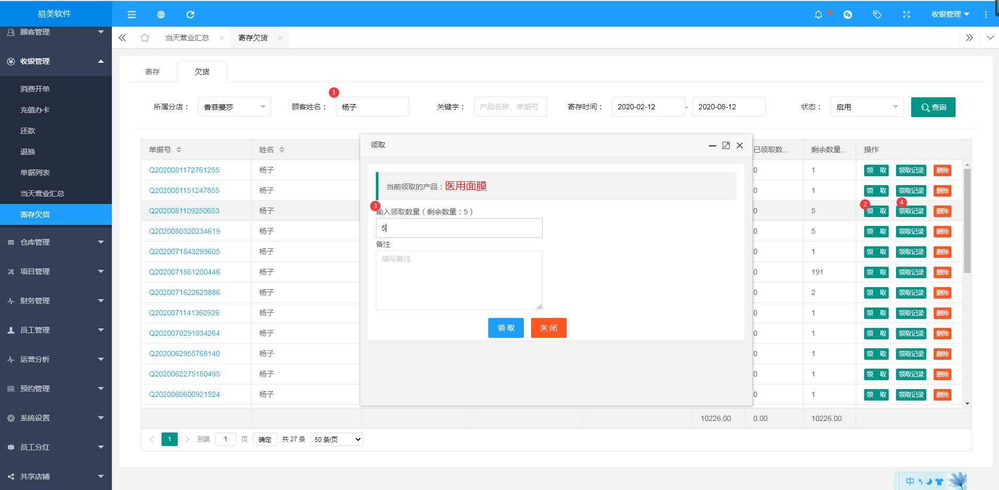 易美软件
收银管理
顾客管理
收银管理
消费开单
充值办卡
还款
退换
单据列表
当天营业汇总
寄存欠货
仓库管理
项目管理
财务管理
员工管理
运营分析
预约管理
系统设置
员工分红
共享店铺
当天营业汇总
寄存欠货
寄存
欠货
1
所属分店：
香菲蔓莎
顾客姓名：
杨子
关键字：
产品名称、单据号
寄存时间：
2020-02-12
-
2020-08-12
状态：
启用
查询
单据号 姓名 已领取数... 剩余数量... 操作
Q2020081172761255 杨子 0 1 领 取 领取记录 删除
Q2020081151247855 杨子 0 1 领 取 领取记录 删除
2 4
Q2020081109250653 杨子 0 5 领 取 领取记录 删除
Q2020080320234619 杨子 0 5 领 取 领取记录 删除
Q2020071843293605 杨子 0 1 领 取 领取记录 删除
Q2020071861200446 杨子 0 191 领 取 领取记录 删除
Q2020071622623886 杨子 0 2 领 取 领取记录 删除
Q2020071141360926 杨子 0 1 领 取 领取记录 删除
Q2020070291834264 杨子 0 1 领 取 领取记录 删除
Q2020062955768140 杨子 0 1 领 取 领取记录 删除
Q2020062275150495 杨子 0 1 领 取 领取记录 删除
Q2020060600921524 杨子 0 1 领 取 领取记录 删除
10226.00 0.00 10226.00
领取
当前领取的产品：医用面膜
3
输入领取数量（剩余数量：5）
5
备注
填写备注
领 取 关 闭
1 到第 1 页 确定 共 27 条 50 条/页
中